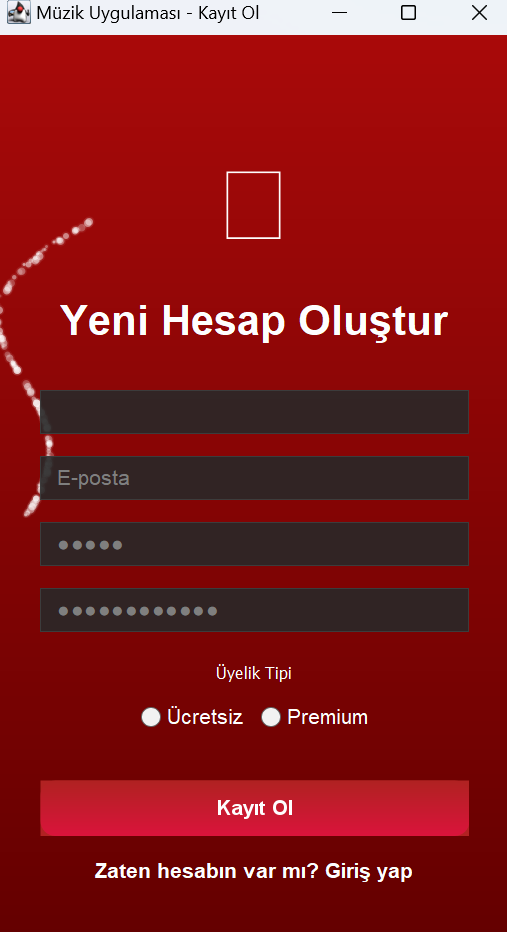 Müzik Uygulaması - Kayıt Ol
Yeni Hesap Oluştur
E-posta
●●●●●
●●●●●●●●●●●●
Üyelik Tipi
Ücretsiz Premium
Kayıt Ol
Zaten hesabın var mı? Giriş yap